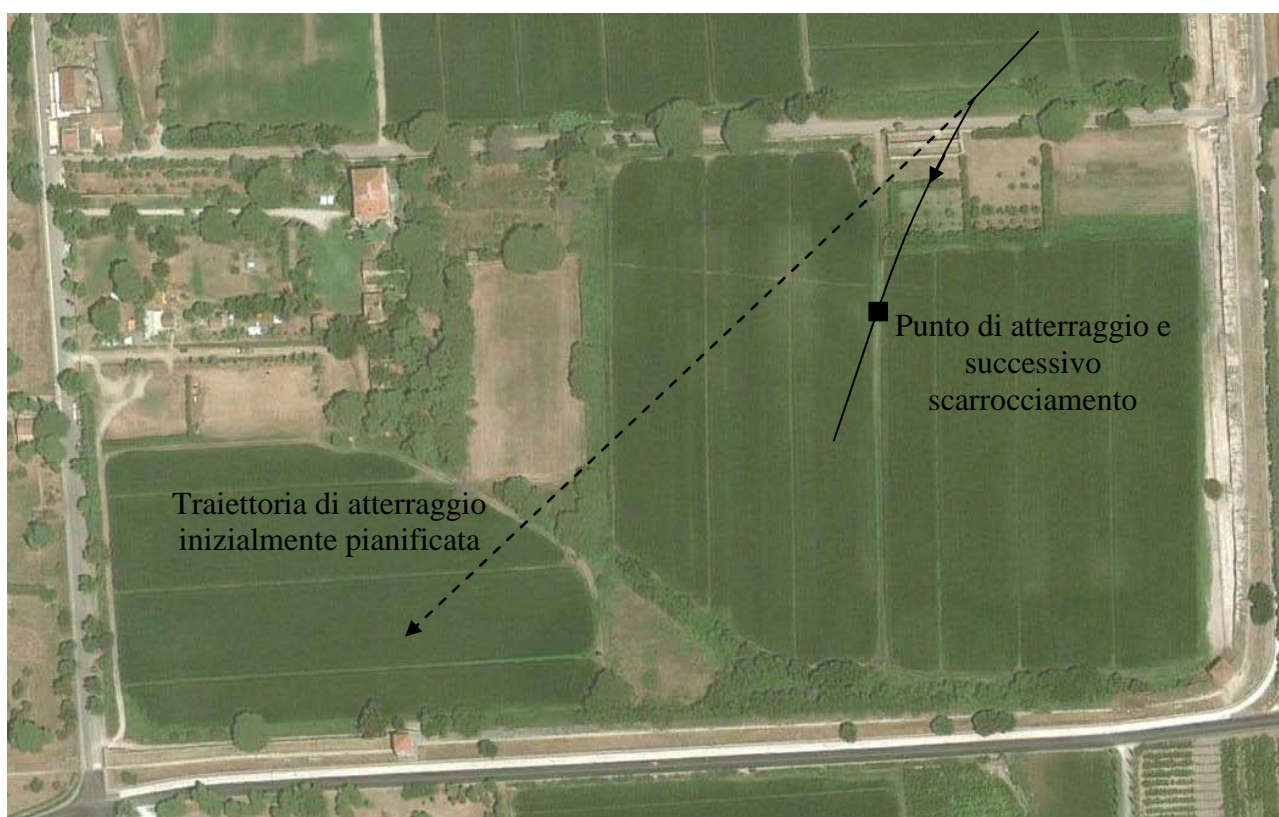 Punto di atterraggio e
successivo
scarrocciamento
Traiettoria di atterraggio
inizialmente pianificata